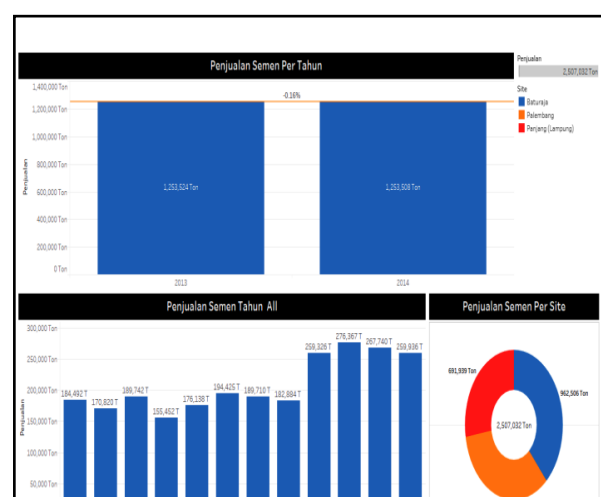 Penjualan Semen Per Tahun
Penjualan
2,507,032 Ton
Site
Baturaja
Palembang
Panjang (Lampung)
1,400,000 Ton
1,200,000 Ton
1,000,000 Ton
800,000 Ton
600,000 Ton
400,000 Ton
200,000 Ton
0 Ton
Penjualan
-0.16%
1,253,524 Ton
1,253,508 Ton
2013
2014
Penjualan Semen Tahun All
300,000 Ton
250,000 Ton
200,000 Ton
150,000 Ton
100,000 Ton
50,000 Ton
Penjualan
184,492 T
170,820 T
189,742 T
155,452 T
176,138 T
194,425 T
189,710 T
182,884 T
259,326 T
276,367 T
267,740 T
259,936 T
Penjualan Semen Per Site
691,939 Ton
962,506 Ton
2,507,032 Ton